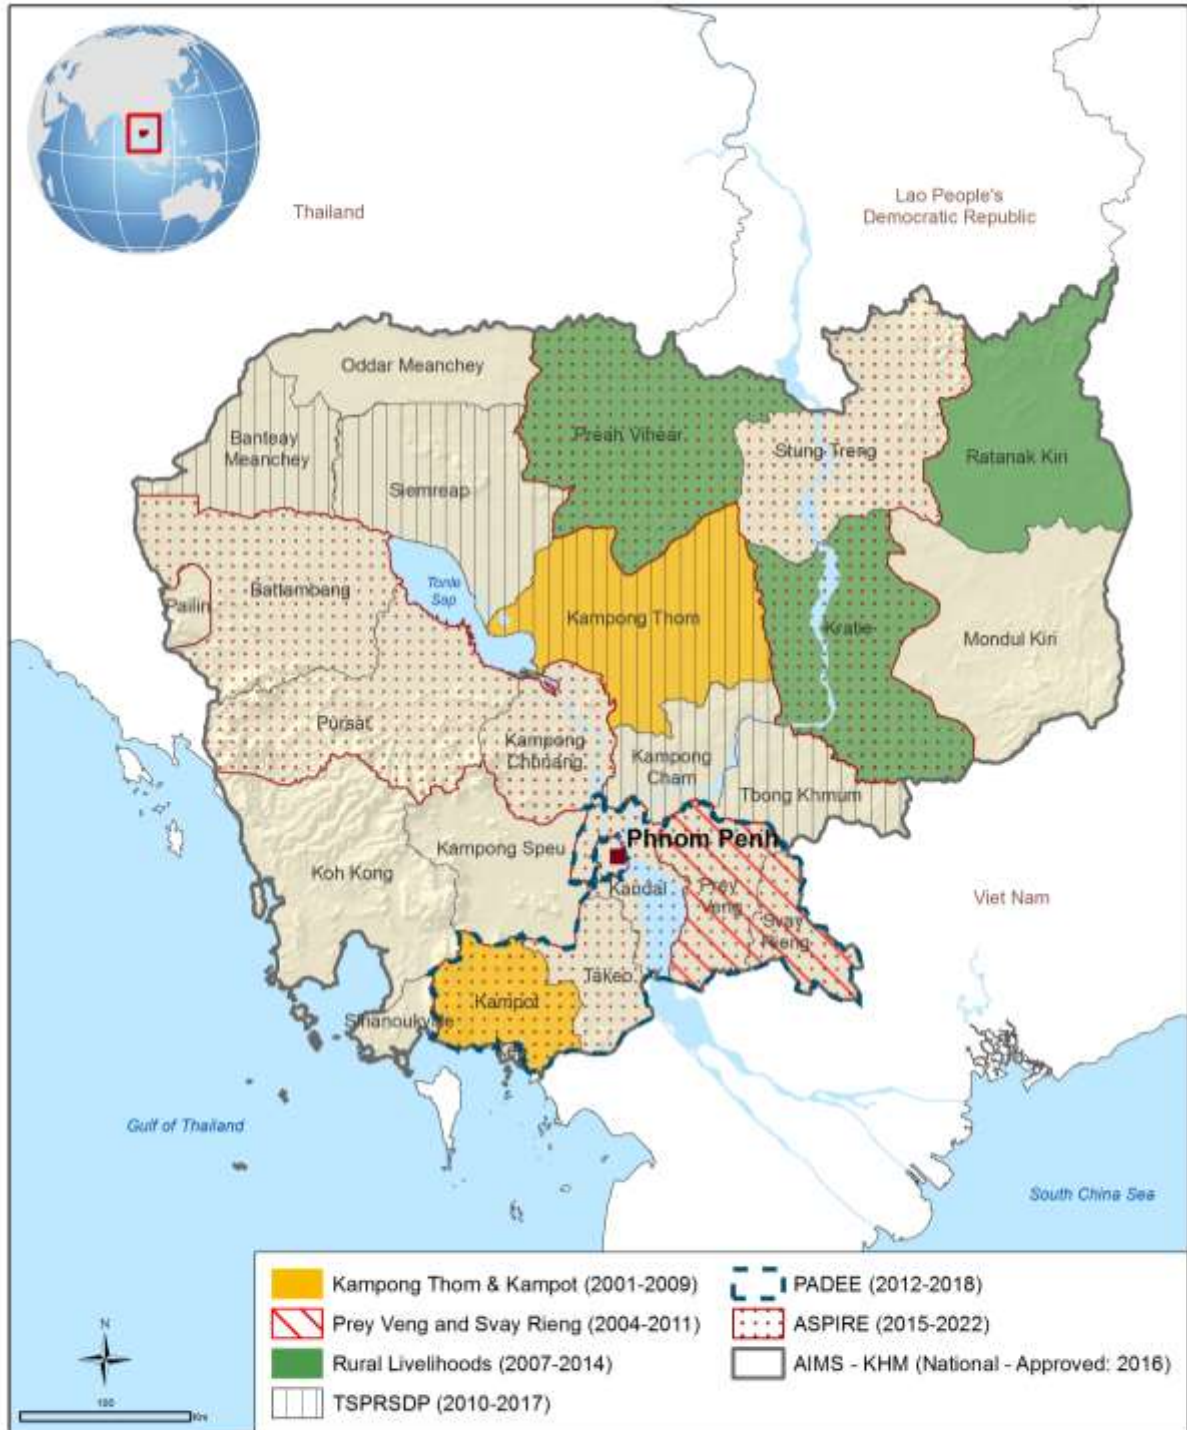 Thailand
Lao People's
Democratic Republic
Oddar Meanchey
Banteay
Meanchey
Siemreap
Preah Vihear
Stung Treng
Ratanak Kiri
Tonle
Sap
Battambang
Pailin
Kampong Thom
Kratie
Mondul Kiri
Pursat
Kampong
Chhnang
Kampong
Cham
Tbong Khmum
Phnom Penh
Kampong Speu
Koh Kong
Kandal
Prey
Veng
Svay
Rieng
Viet Nam
Takeo
Kampot
Sihanoukville
Gulf of Thailand
South China Sea
Kampong Thom & Kampot (2001-2009)
Prey Veng and Svay Rieng (2004-2011)
Rural Livelihoods (2007-2014)
TSPRSDP (2010-2017)
PADEE (2012-2018)
ASPIRE (2015-2022)
AIMS - KHM (National - Approved: 2016)
N
100
Km